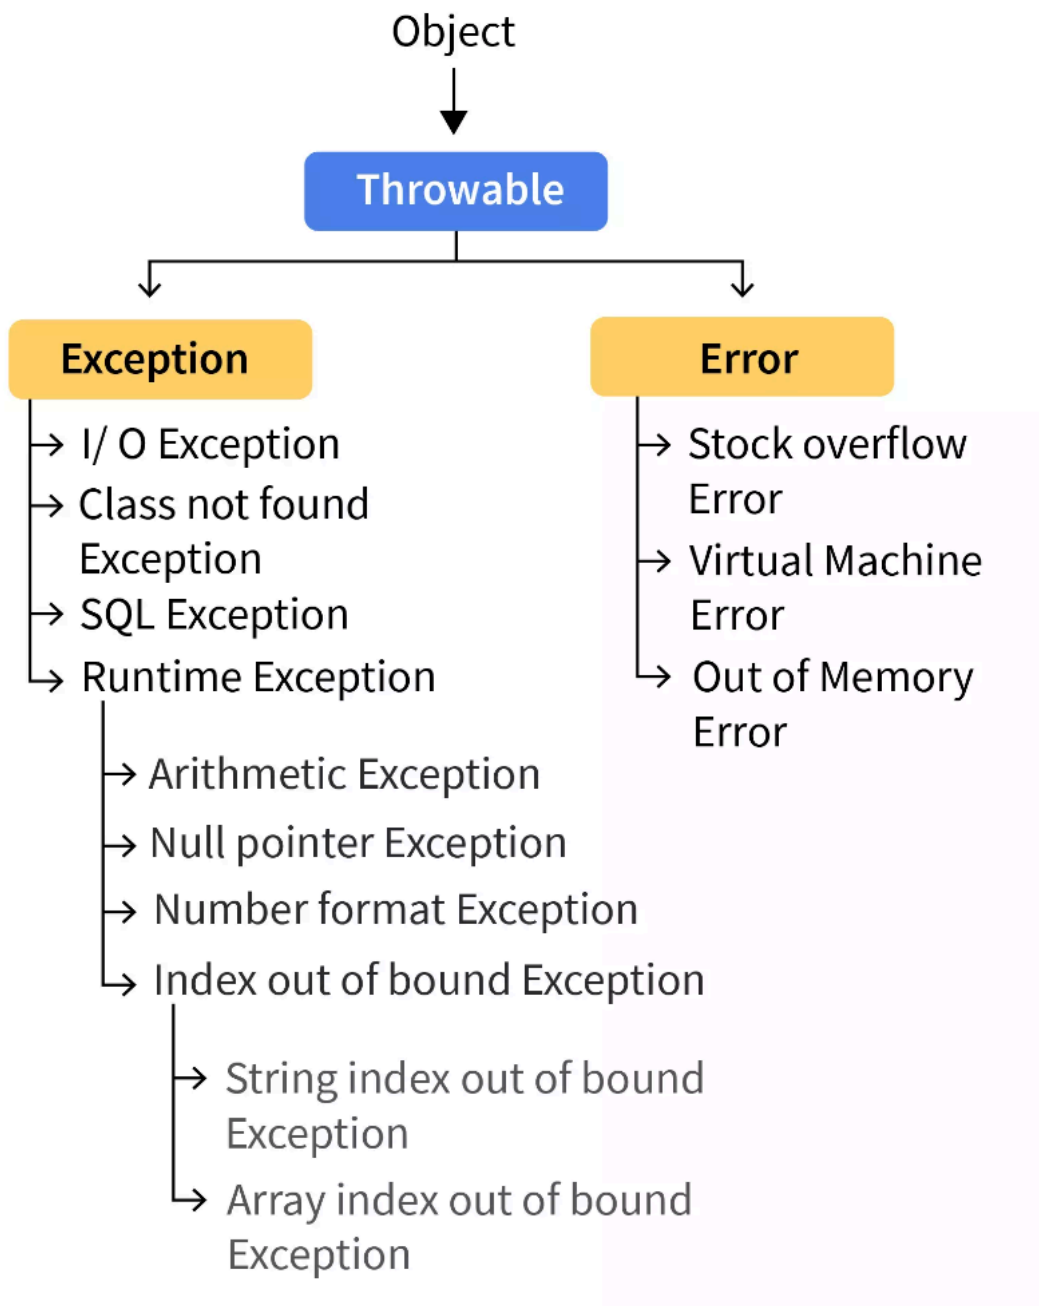 Object
Throwable
Exception
Error
I/ O Exception
Class not found
Exception
SQL Exception
Runtime Exception
Arithmetic Exception
Null pointer Exception
Number format Exception
Index out of bound Exception
String index out of bound
Exception
Array index out of bound
Exception
Stock overflow
Error
Virtual Machine
Error
Out of Memory
Error